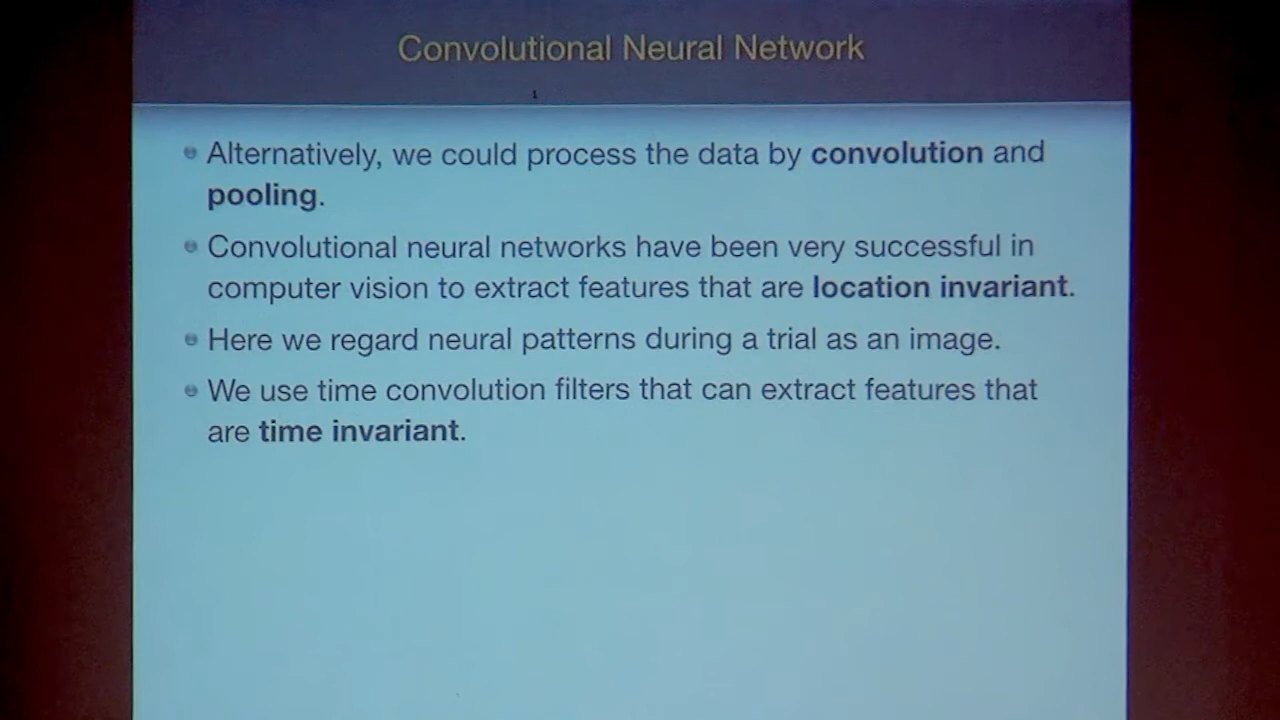 Convolutional Neural Network
Alternatively, we could process the data by convolution and
pooling.
Convolutional neural networks have been very successful in
computer vision to extract features that are location invariant.
Here we regard neural patterns during a trial as an image.
We use time convolution filters that can extract features that
are time invariant.